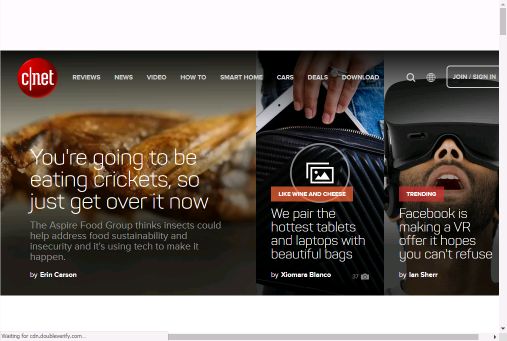 c|net
REVIEWS NEWS VIDEO HOW TO SMART HOME CARS DEALS DOWNLOAD JOIN / SIGN IN
You're going to be
eating crickets, so
just get over it now
The Aspire Food Group thinks insects could
help address food sustainability and
insecurity and it's using tech to make it
happen.
by Erin Carson
LIKE WINE AND CHEESE
We pair the
hottest tablets
and laptops with
beautiful bags
by Xiomara Blanco
37
TRENDING
Facebook is
making a VR
offer it hopes
you can't refuse
by Ian Sherr
Waiting for cdn.doubleverify.com...